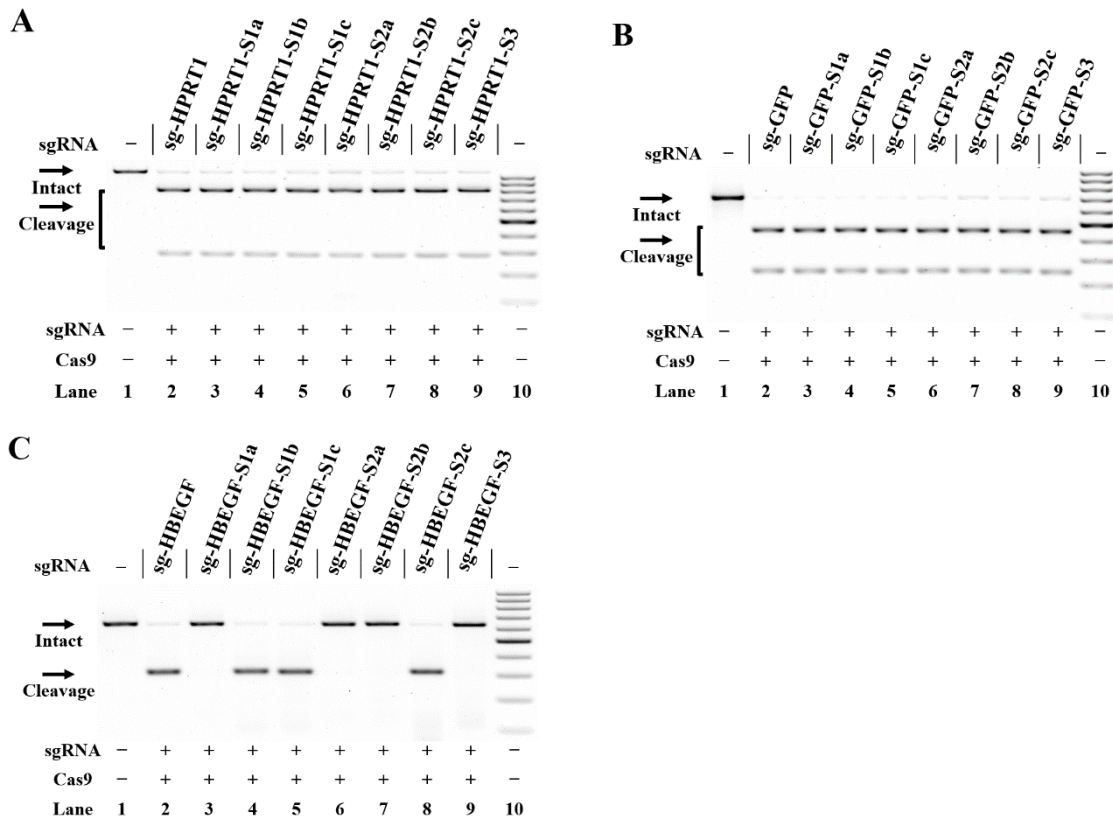 A
sg-HPRT1
sg-HPRT1-S1a
sg-HPRT1-S1b
sg-HPRT1-S1c
sg-HPRT1-S2a
sg-HPRT1-S2b
sg-HPRT1-S2c
sg-HPRT1-S3
sgRNA – –
Intact
Cleavage
sgRNA – + + + + + + + + –
Cas9 – + + + + + + + + –
Lane 1 2 3 4 5 6 7 8 9 10
B
sg-GFP
sg-GFP-S1a
sg-GFP-S1b
sg-GFP-S1c
sg-GFP-S2a
sg-GFP-S2b
sg-GFP-S2c
sg-GFP-S3
sgRNA – –
Intact
Cleavage
sgRNA – + + + + + + + + –
Cas9 – + + + + + + + + –
Lane 1 2 3 4 5 6 7 8 9 10
C
sg-HBEGF
sg-HBEGF-S1a
sg-HBEGF-S1b
sg-HBEGF-S1c
sg-HBEGF-S2a
sg-HBEGF-S2b
sg-HBEGF-S2c
sg-HBEGF-S3
sgRNA – –
Intact
Cleavage
sgRNA – + + + + + + + + –
Cas9 – + + + + + + + + –
Lane 1 2 3 4 5 6 7 8 9 10